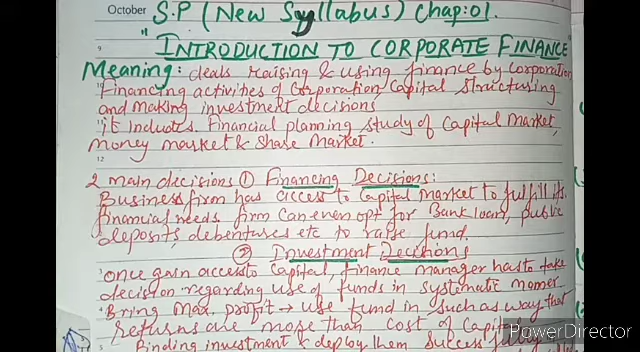 October S.P (New Syllabus) Chap:01.
"INTRODUCTION TO CORPORATE FINANCE
Meaning: deals raising & using finance by corporation
Financing activities of Corporation Capital structuring
and making investment decisions
it Includes. Financial planning study of Capital Market,
money market & share Market.
2 main decisions ① Financing Decisions:
Business firm has access to Capital market to fulfill its
financial needs firm can even opt for Bank loan, public
deposits, debentures etc to raise fund.
② Investment Decisions
once gain access to Capital, finance manager has to take
decision regarding use of funds in systematic manner
Bring max. profit → use fund in such as way that
returns are more than cost of Capital
Finding investment & deploy them success
PowerDirector